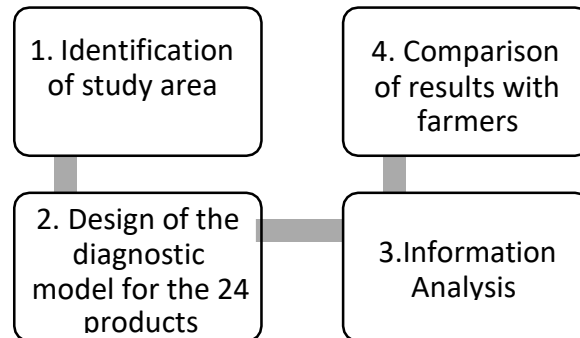 1. Identification
of study area
2. Design of the
diagnostic
model for the 24
products
3.Information
Analysis
4. Comparison
of results with
farmers